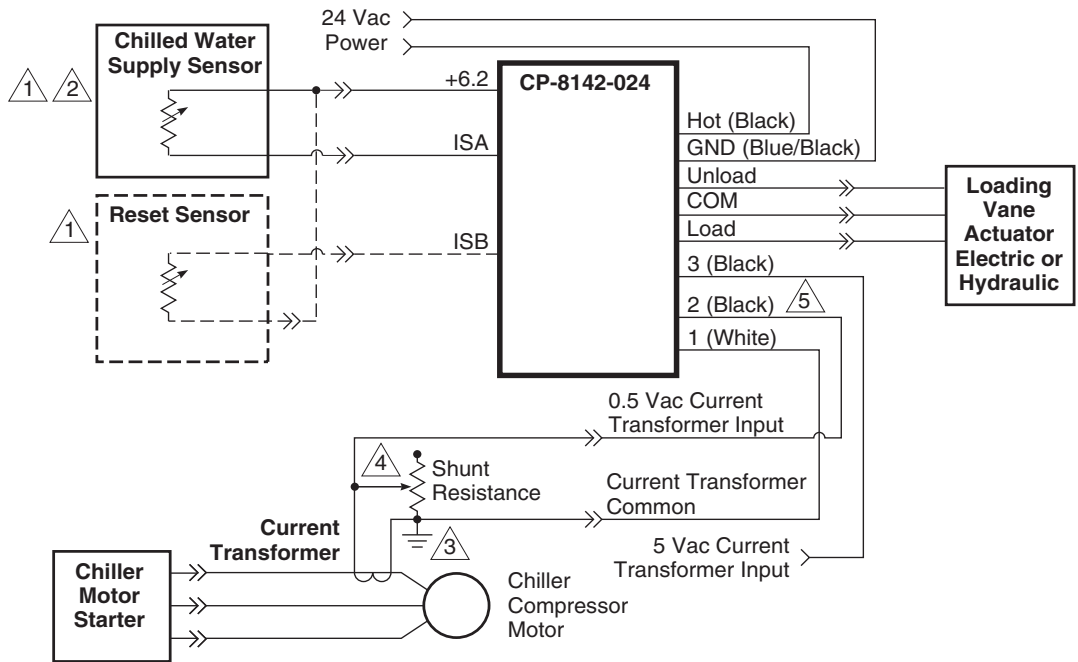 24 Vac
Power
Chilled Water
Supply Sensor
1
2
+6.2
CP-8142-024
Hot (Black)
ISA
GND (Blue/Black)
Unload
COM
Load
Loading
Vane
Actuator
Electric or
Hydraulic
Reset Sensor
1
ISB
3 (Black)
2 (Black)
5
1 (White)
0.5 Vac Current
Transformer Input
4
Shunt
Resistance
Current Transformer
Common
Current
Transformer
3
5 Vac Current
Transformer Input
Chiller
Motor
Starter
Chiller
Compressor
Motor